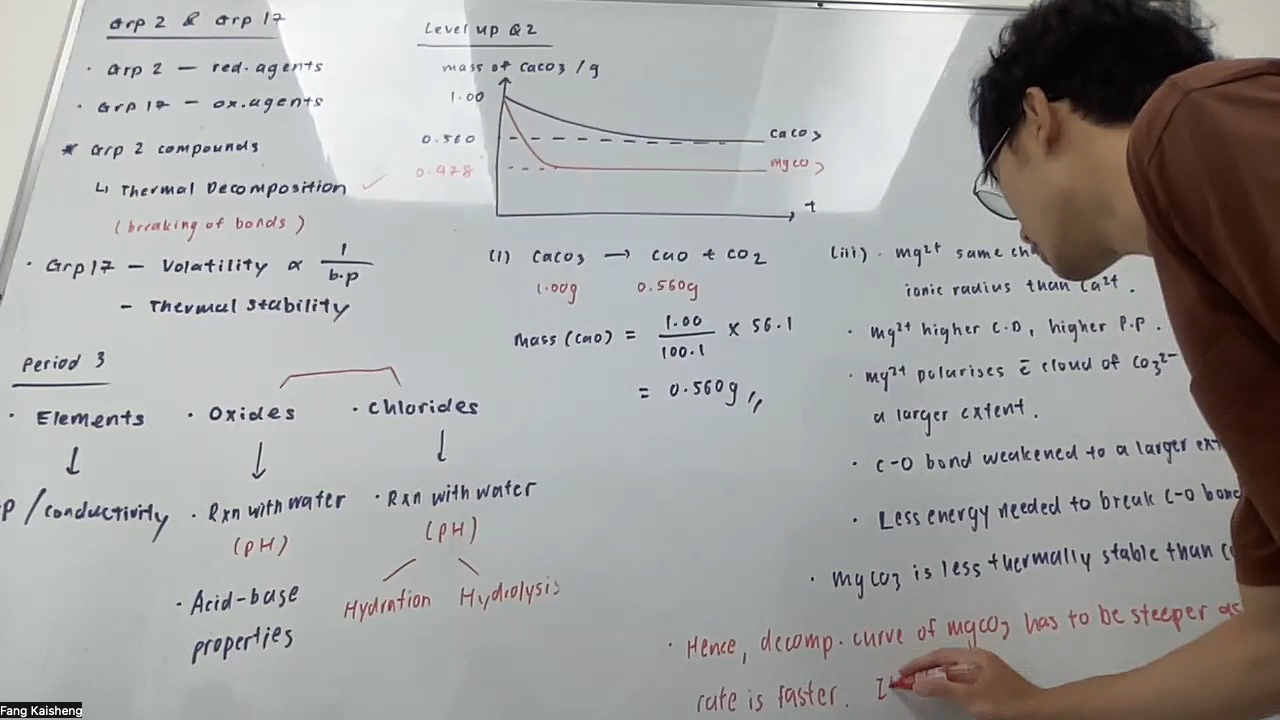 Grp 2 & Grp 17
· Grp 2 – red. agents
· Grp 17 – ox. agents
* Grp 2 compounds
↳ Thermal Decomposition ✓
(breaking of bonds)
· Grp 17 – Volatility ∝ 1/b.p
– Thermal Stability
Period 3
· Elements · Oxides · Chlorides
P / conductivity · Rxn with water · Rxn with water
(pH) (pH)
Hydration Hydrolysis
· Acid-base
properties
Level up Q2
mass of CaCO3 / g
1.00
0.560 CaCO3
0.478 MgCO3
t
(i) CaCO3 → CaO + CO2
1.00g 0.560g
Mass (CaO) = 1.00/100.1 × 56.1
= 0.560g
(iii) · Mg2+ same
ionic radius than Ca2+.
· Mg2+ higher C.D, higher P.P.
· Mg2+ polarises ē cloud of CO3 2-
a larger extent.
· C-O bond weakened to a larger
· Less energy needed to break C-O bond
· MgCO3 is less thermally stable than
· Hence, decomp. curve of MgCO3 has to be steeper as
rate is faster.
Fang Kaisheng